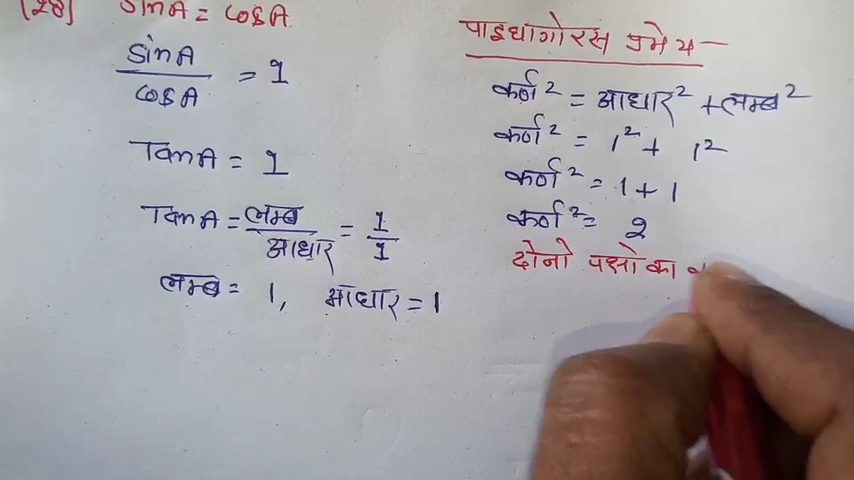 sinA = cosA
sinA
cosA = 1
TanA = 1
TanA = लम्ब / आधार = 1 / 1
लम्ब = 1, आधार = 1
पाइथागोरस प्रमेय —
कर्ण² = आधार² + लम्ब²
कर्ण² = 1² + 1²
कर्ण² = 1 + 1
कर्ण² = 2
दोनो पक्षो का